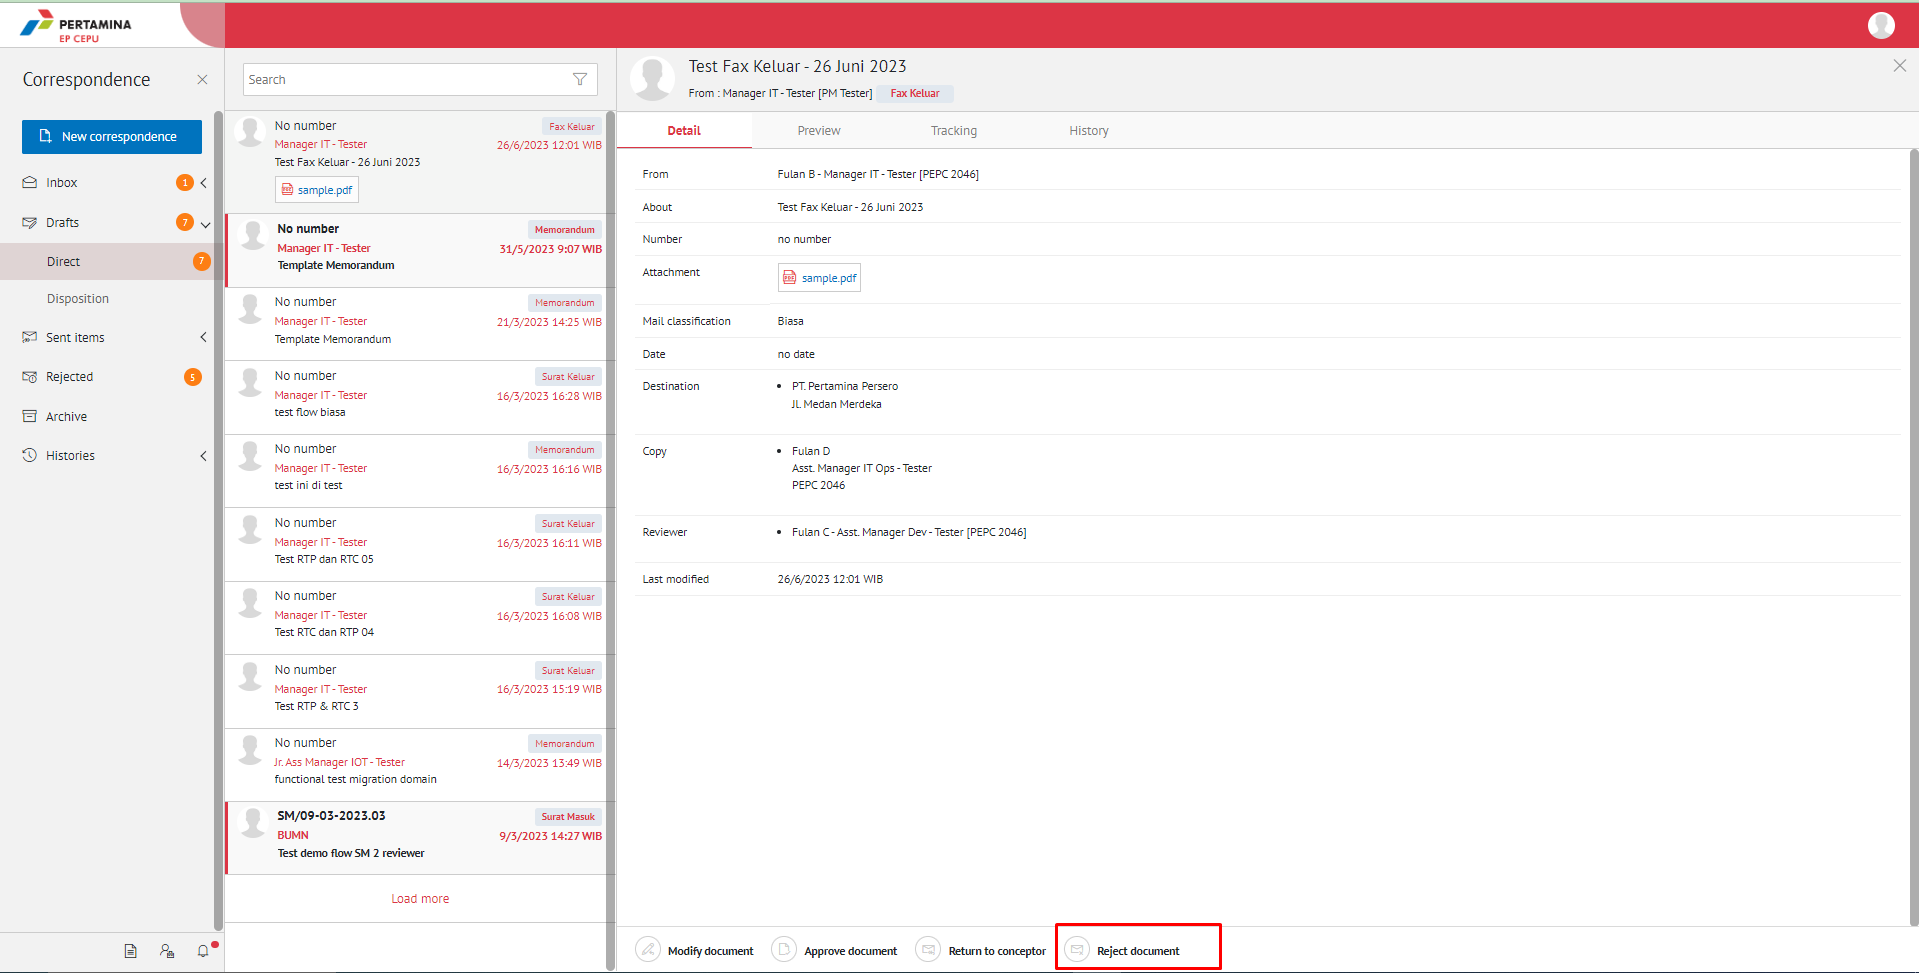 PERTAMINA
EP CEPU
Correspondence
New correspondence
Inbox 1
Drafts 7
Direct 7
Disposition
Sent items
Rejected 5
Archive
Histories
Search
No number Fax Keluar
Manager IT - Tester 26/6/2023 12:01 WIB
Test Fax Keluar - 26 Juni 2023
sample.pdf
No number Memorandum
Manager IT - Tester 31/5/2023 9:07 WIB
Template Memorandum
No number Memorandum
Manager IT - Tester 21/3/2023 14:25 WIB
Template Memorandum
No number Surat Keluar
Manager IT - Tester 16/3/2023 16:28 WIB
test flow biasa
No number Memorandum
Manager IT - Tester 16/3/2023 16:16 WIB
test ini di test
No number Surat Keluar
Manager IT - Tester 16/3/2023 16:11 WIB
Test RTP dan RTC 05
No number Surat Keluar
Manager IT - Tester 16/3/2023 16:08 WIB
Test RTC dan RTP 04
No number Surat Keluar
Manager IT - Tester 16/3/2023 15:19 WIB
Test RTP & RTC 3
No number Memorandum
Jr. Ass Manager IOT - Tester 14/3/2023 13:49 WIB
functional test migration domain
SM/09-03-2023.03 Surat Masuk
BUMN 9/3/2023 14:27 WIB
Test demo flow SM 2 reviewer
Load more
Test Fax Keluar - 26 Juni 2023
From : Manager IT - Tester [PM Tester] Fax Keluar
Detail Preview Tracking History
From Fulan B - Manager IT - Tester [PEPC 2046]
About Test Fax Keluar - 26 Juni 2023
Number no number
Attachment sample.pdf
Mail classification Biasa
Date no date
Destination • PT. Pertamina Persero
Jl. Medan Merdeka
Copy • Fulan D
Asst. Manager IT Ops - Tester
PEPC 2046
Reviewer • Fulan C - Asst. Manager Dev - Tester [PEPC 2046]
Last modified 26/6/2023 12:01 WIB
Modify document Approve document Return to conceptor Reject document